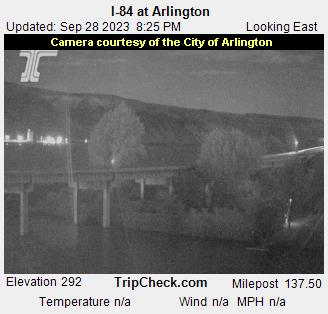 I-84 at Arlington
Updated: Sep 28 2023 8:25 PM Looking East
Camera courtesy of the City of Arlington
Elevation 292 TripCheck.com Milepost 137.50
Temperature n/a Wind n/a MPH n/a